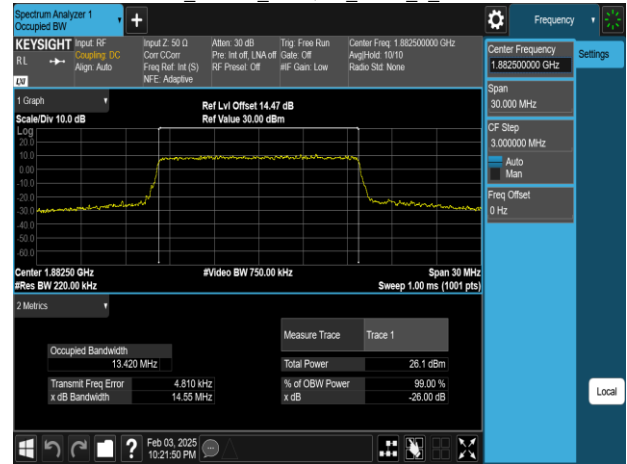 Spectrum Analyzer 1
Occupied BW
Frequency
KEYSIGHT
RL
LXI
Input: RF
Coupling: DC
Align: Auto
Input Z: 50 Ω
Corr CCorr
Freq Ref: Int (S)
NFE: Adaptive
Atten: 30 dB
Pre: Int off, LNA off
RF Presel: Off
Trig: Free Run
Gate: Off
#IF Gain: Low
Center Freq: 1.882500000 GHz
Avg|Hold: 10/10
Radio Std: None
Center Frequency
1.882500000 GHz
Settings
Span
30.000 MHz
CF Step
3.000000 MHz
Auto
Man
Freq Offset
0 Hz
Local
1 Graph
Scale/Div 10.0 dB
Ref Lvl Offset 14.47 dB
Ref Value 30.00 dBm
Log
20.0
10.0
0.00
-10.0
-20.0
-30.0
-40.0
-50.0
-60.0
Center 1.88250 GHz
#Video BW 750.00 kHz
Span 30 MHz
#Res BW 220.00 kHz
Sweep 1.00 ms (1001 pts)
2 Metrics
Measure Trace
Trace 1
Occupied Bandwidth
13.420 MHz
Total Power
26.1 dBm
Transmit Freq Error
4.810 kHz
% of OBW Power
99.00 %
x dB Bandwidth
14.55 MHz
x dB
-26.00 dB
?
Feb 03, 2025
10:21:50 PM